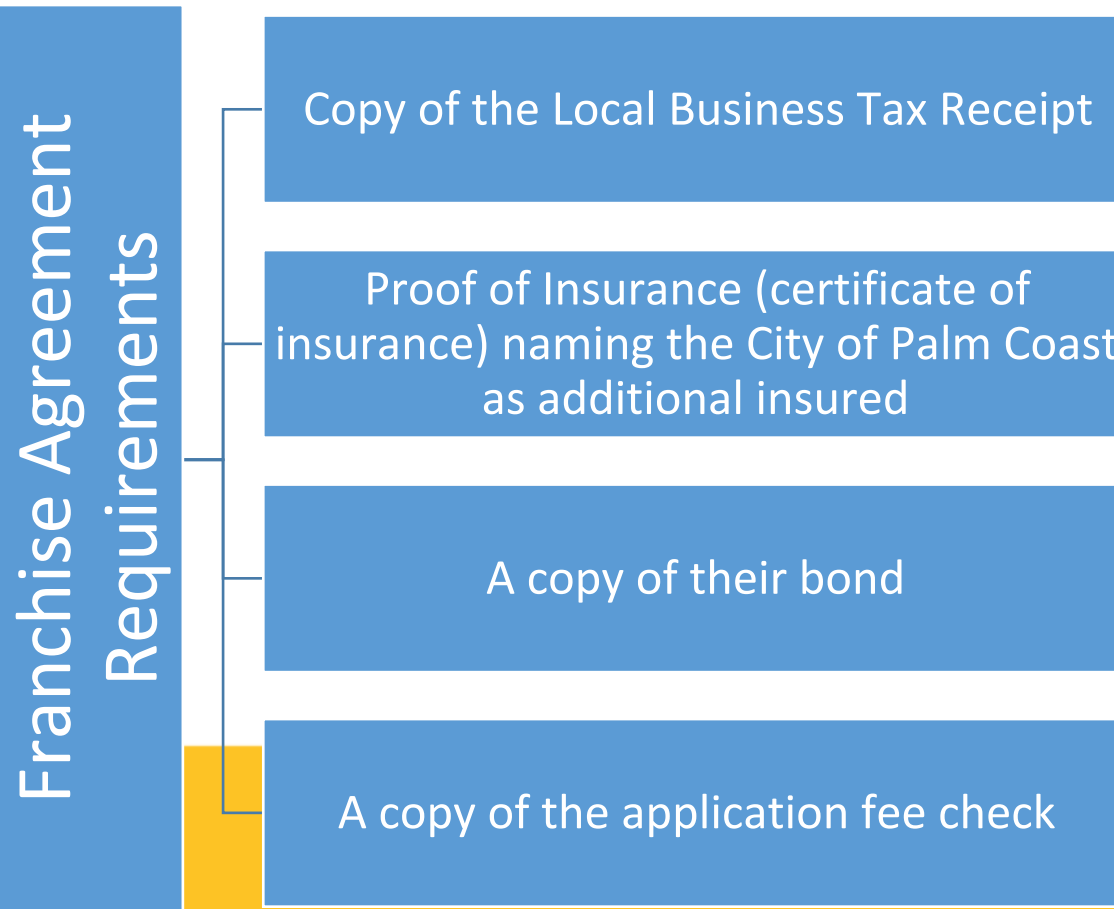 Franchise Agreement
Requirements
Copy of the Local Business Tax Receipt
Proof of Insurance (certificate of
insurance) naming the City of Palm Coast
as additional insured
A copy of their bond
A copy of the application fee check